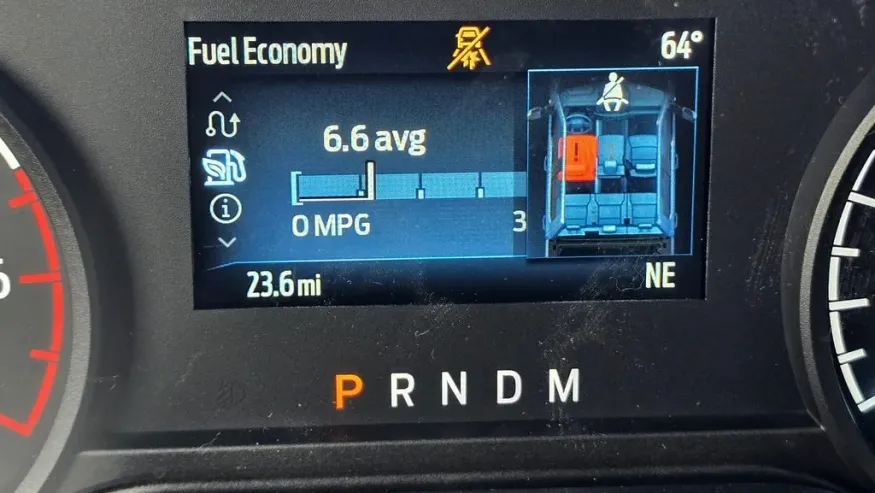 Fuel Economy
64°
6.6 avg
0 MPG
3
23.6 mi
NE
P R N D M